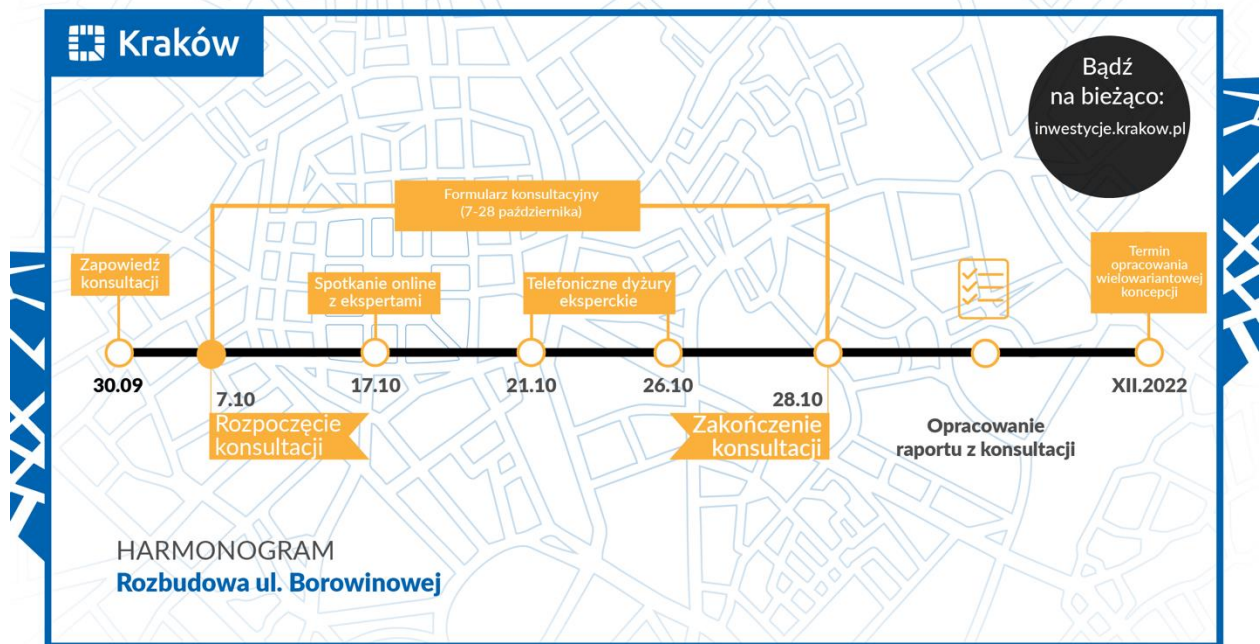 Kraków
Bądź
na bieżąco:
inwestycje.krakow.pl
Formularz konsultacyjny
(7-28 października)
Zapowiedź
konsultacji
Spotkanie online
z ekspertami
Telefoniczne dyżury
eksperckie
Termin
opracowania
wielowariantowej
koncepcji
30.09
7.10
17.10
21.10
26.10
28.10
XII.2022
Rozpoczęcie
konsultacji
Zakończenie
konsultacji
Opracowanie
raportu z konsultacji
HARMONOGRAM
Rozbudowa ul. Borowinowej